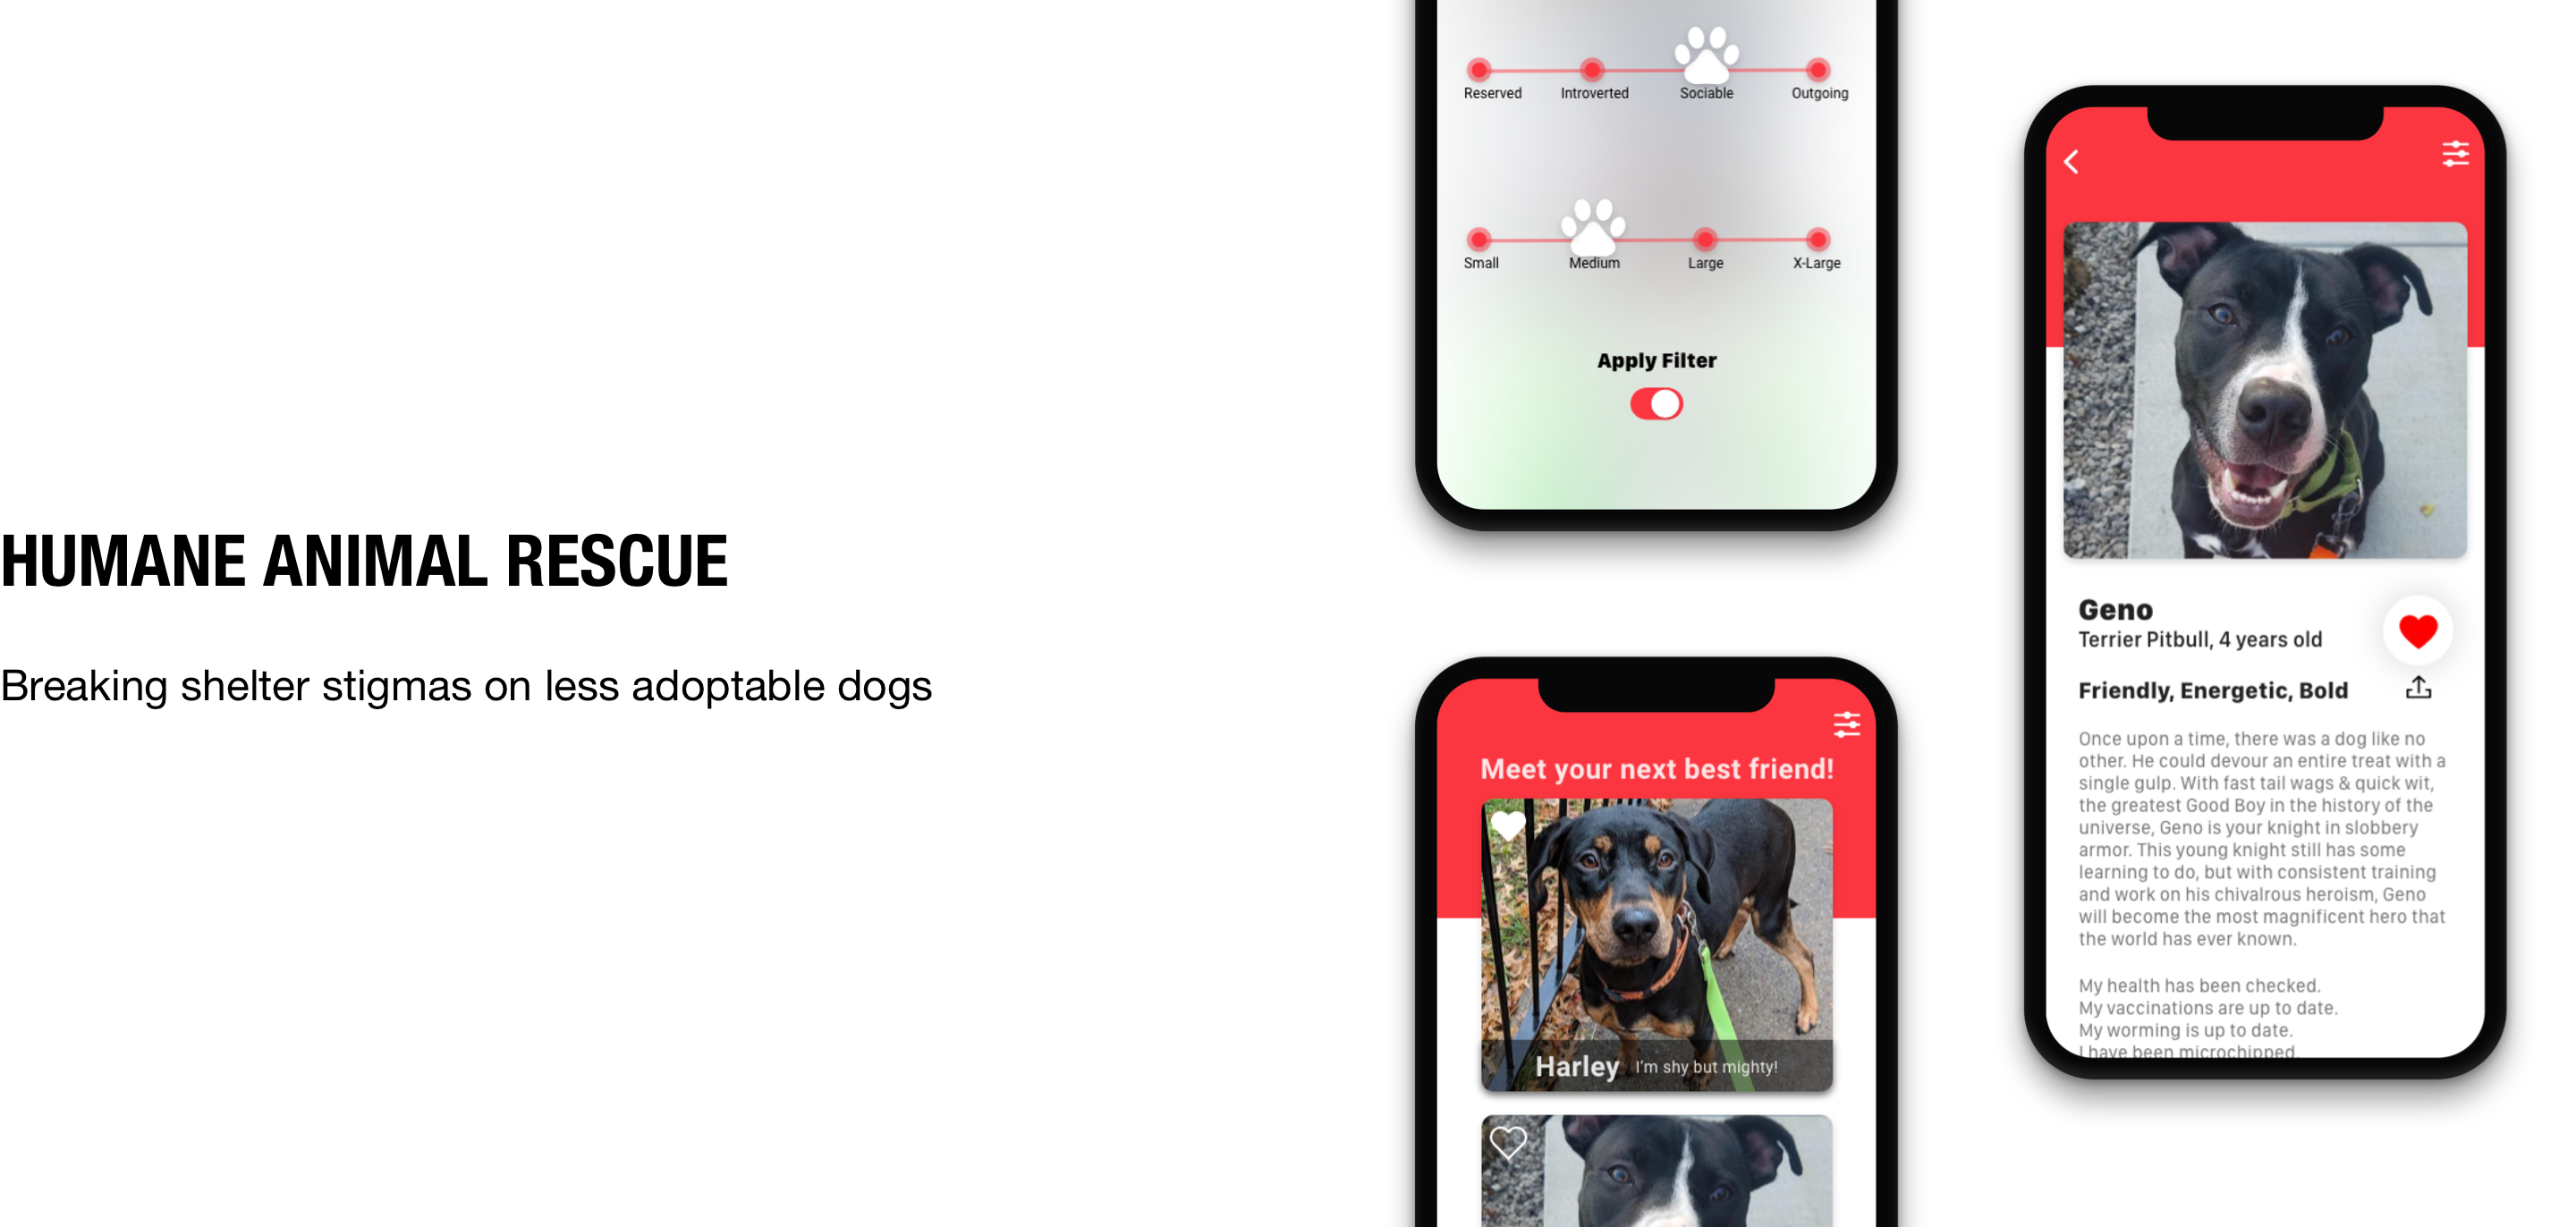 HUMANE ANIMAL RESCUE
Breaking shelter stigmas on less adoptable dogs
Reserved Introverted Sociable Outgoing
Small Medium Large X-Large
Apply Filter
Meet your next best friend!
Harley I'm shy but mighty!
Geno
Terrier Pitbull, 4 years old
Friendly, Energetic, Bold
Once upon a time, there was a dog like no
other. He could devour an entire treat with a
single gulp. With fast tail wags & quick wit,
the greatest Good Boy in the history of the
universe, Geno is your knight in slobbery
armor. This young knight still has some
learning to do, but with consistent training
and work on his chivalrous heroism, Geno
will become the most magnificent hero that
the world has ever known.
My health has been checked.
My vaccinations are up to date.
My worming is up to date.
I have been microchipped.